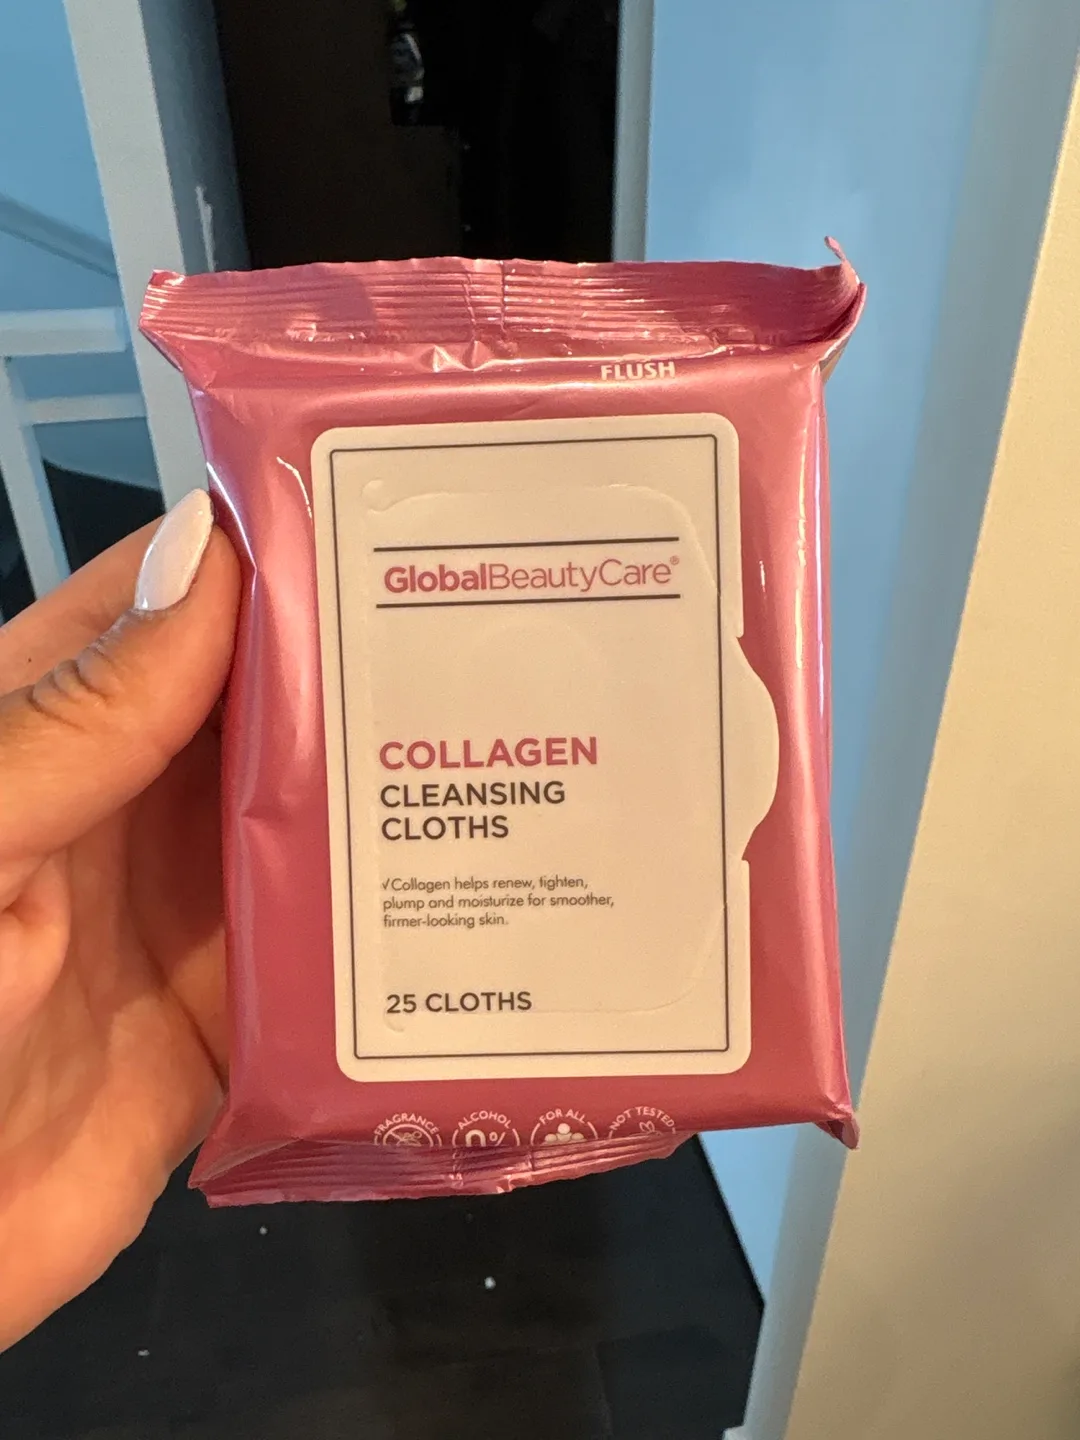 FLUSH
GlobalBeautyCare®
COLLAGEN
CLEANSING
CLOTHS
√Collagen helps renew, tighten,
plump and moisturize for smoother,
firmer-looking skin.
25 CLOTHS
FRAGRANCE
ALCOHOL
0%
FOR ALL
NOT TESTED